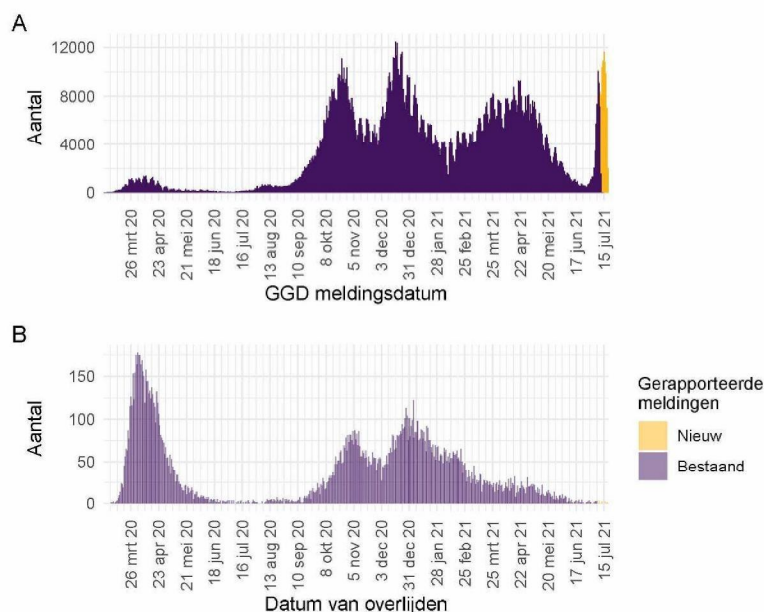 A
12000
8000
4000
0
Aantal
26 mrt 20
23 apr 20
21 mei 20
18 jun 20
16 jul 20
13 aug 20
10 sep 20
8 okt 20
5 nov 20
3 dec 20
31 dec 20
28 jan 21
25 feb 21
25 mrt 21
22 apr 21
20 mei 21
17 jun 21
15 jul 21
GGD meldingsdatum
B
150
100
50
0
Aantal
26 mrt 20
23 apr 20
21 mei 20
18 jun 20
16 jul 20
13 aug 20
10 sep 20
8 okt 20
5 nov 20
3 dec 20
31 dec 20
28 jan 21
25 feb 21
25 mrt 21
22 apr 21
20 mei 21
17 jun 21
15 jul 21
Datum van overlijden
Gerapporteerde
meldingen
Nieuw
Bestaand